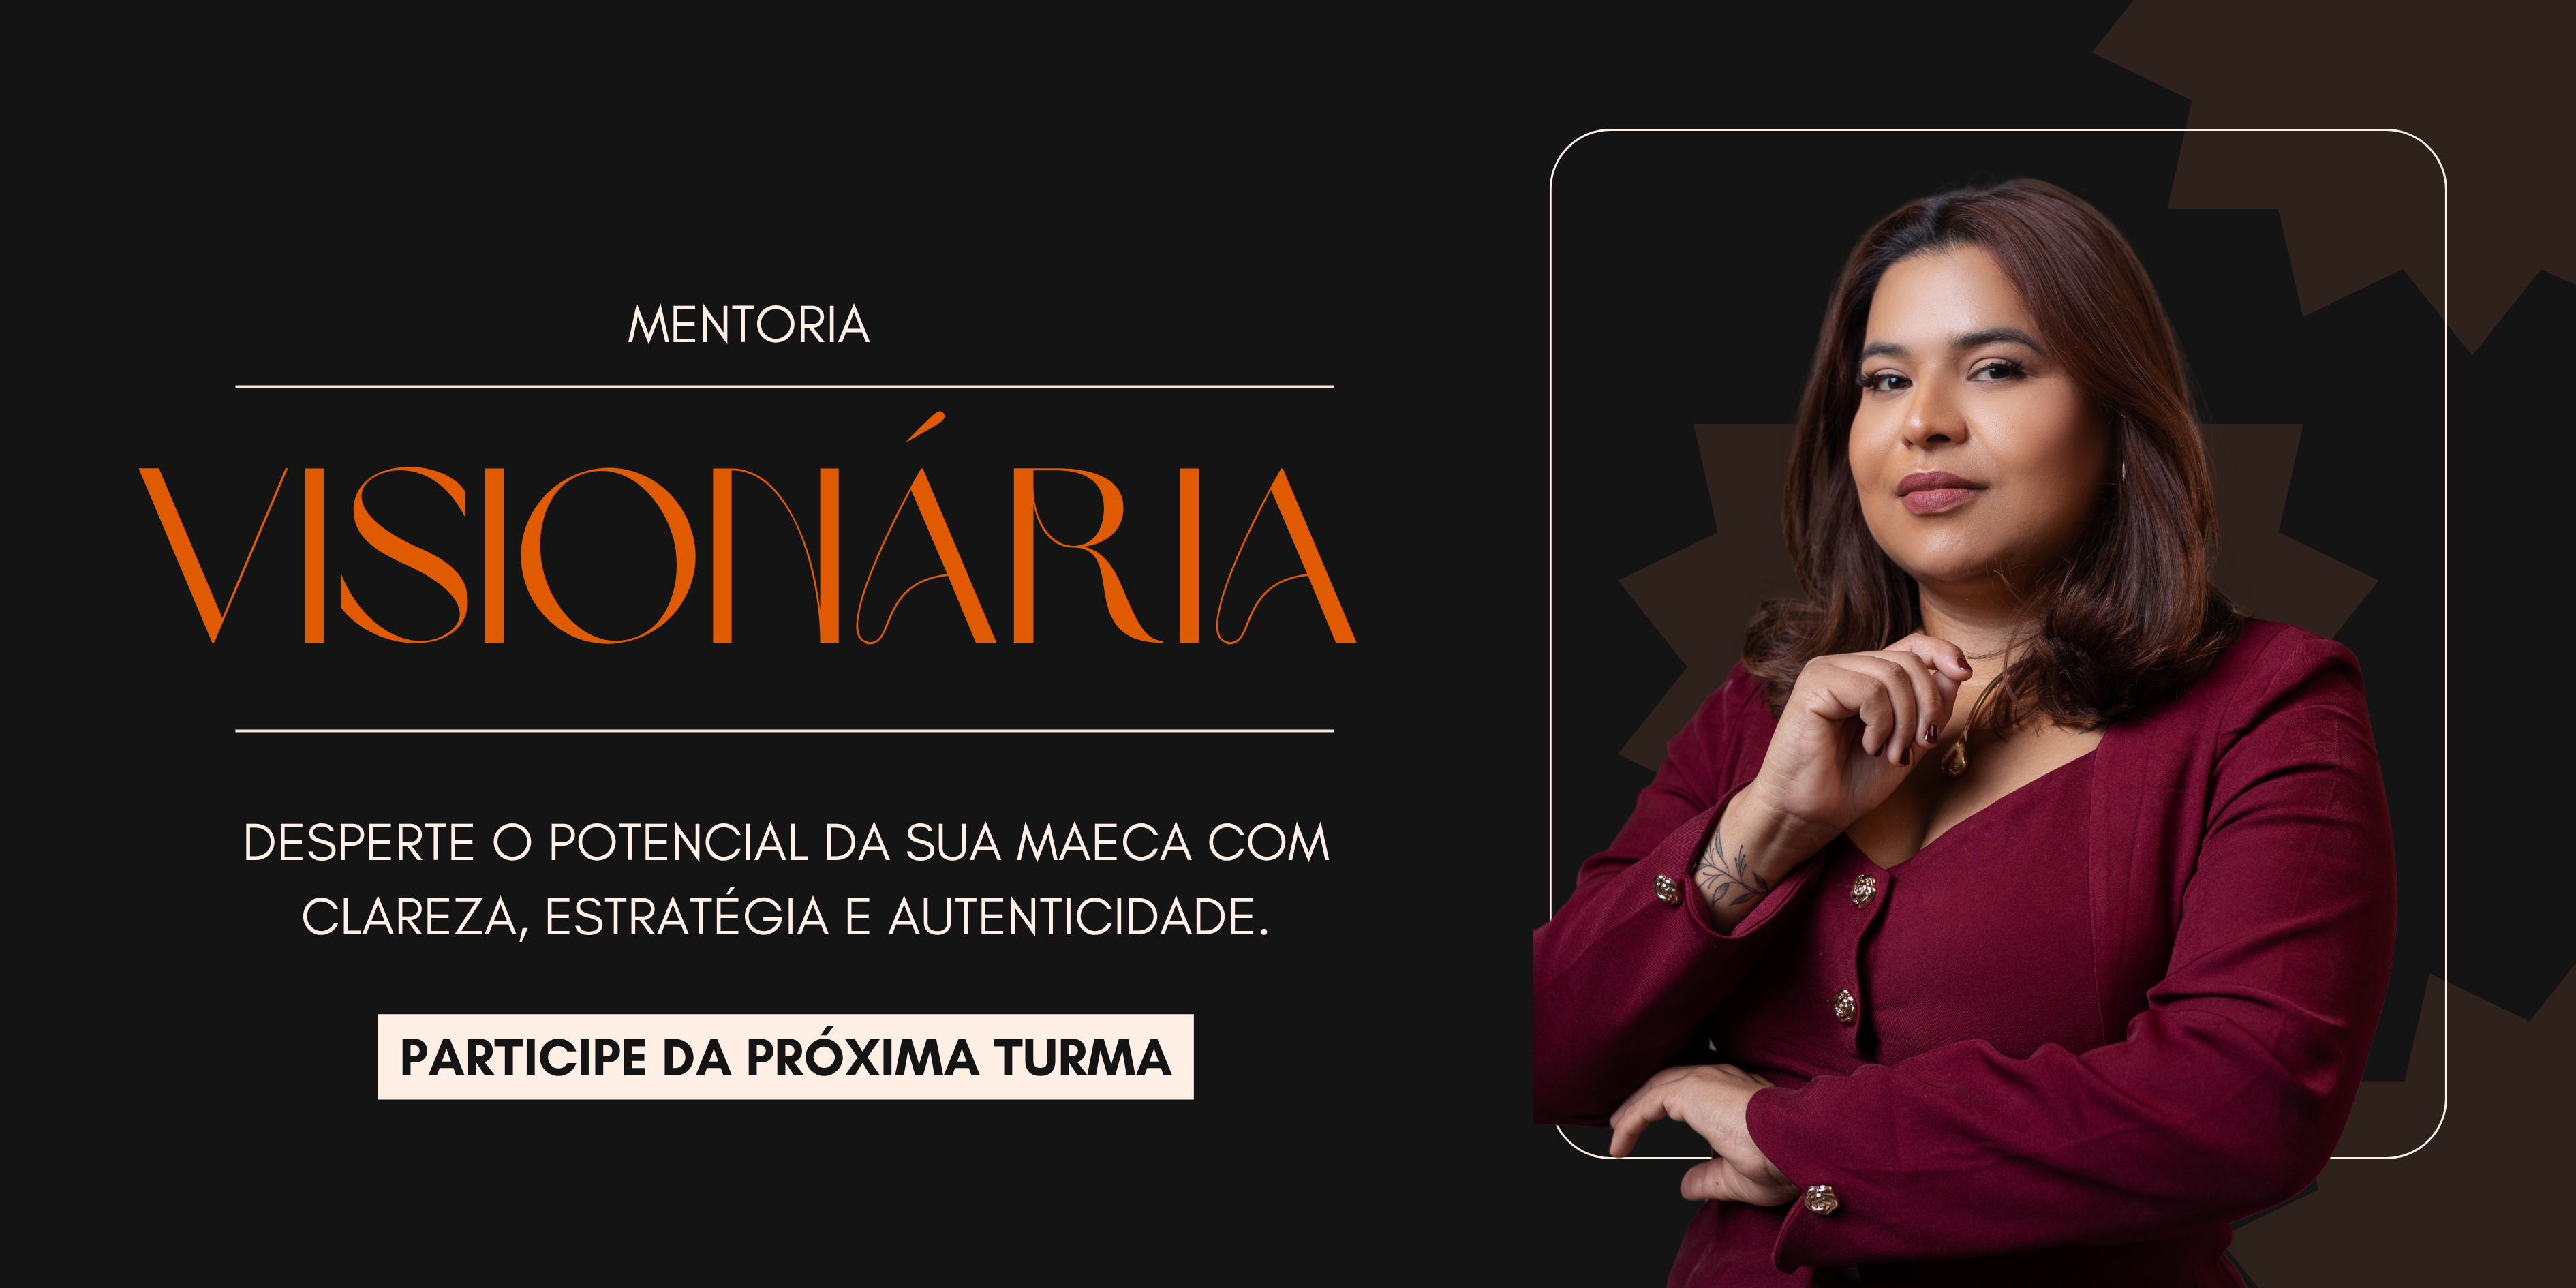 MENTORIA
VISIONÁRIA
DESPERTE O POTENCIAL DA SUA MAECA COM
CLAREZA, ESTRATÉGIA E AUTENTICIDADE.
PARTICIPE DA PRÓXIMA TURMA